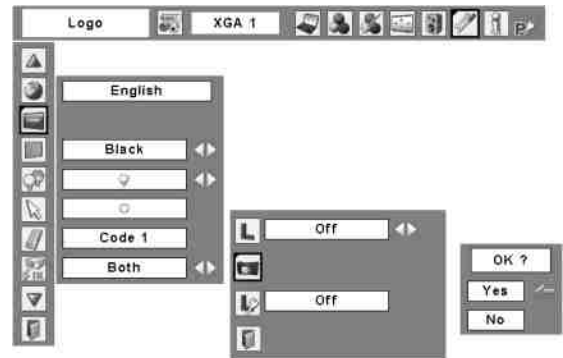 Logo
XGA 1
English
Black
Code 1
Both
Off
Off
OK ?
Yes
No